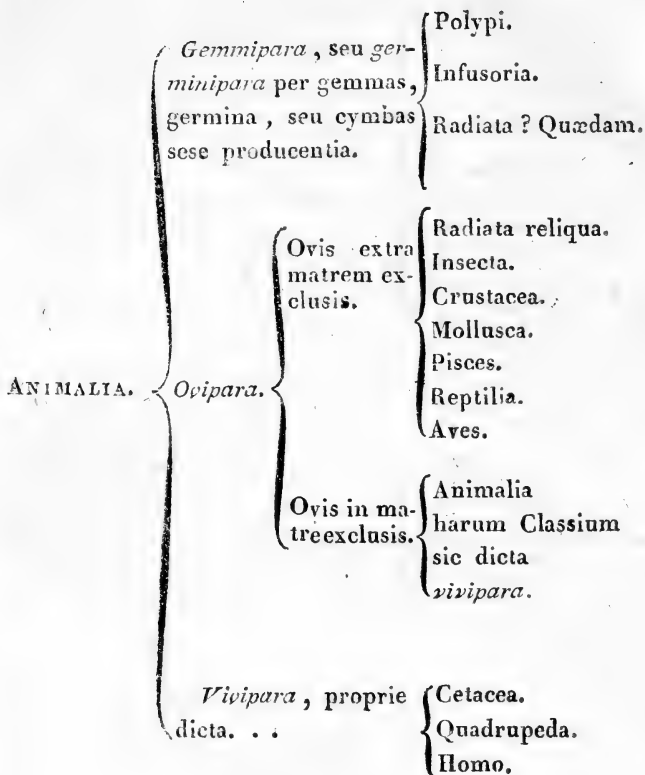 Gemmipara, seu ger-
minipara per gemmas,
germina, seu cymbas
sese producentia.
Polypi.
Infusoria.
Radiata ? Quædam.
ANIMALIA.
Ovipara.
Ovis extra
matrem ex-
clusis.
Radiata reliqua.
Insecta.
Crustacea.
Mollusca.
Pisces.
Reptilia.
Aves.
Ovis in ma-
tre exclusis.
Animalia
harum Classium
sic dicta
vivipara.
Vivipara, proprie
dicta. . .
Cetacea.
Quadrupeda.
Homo.